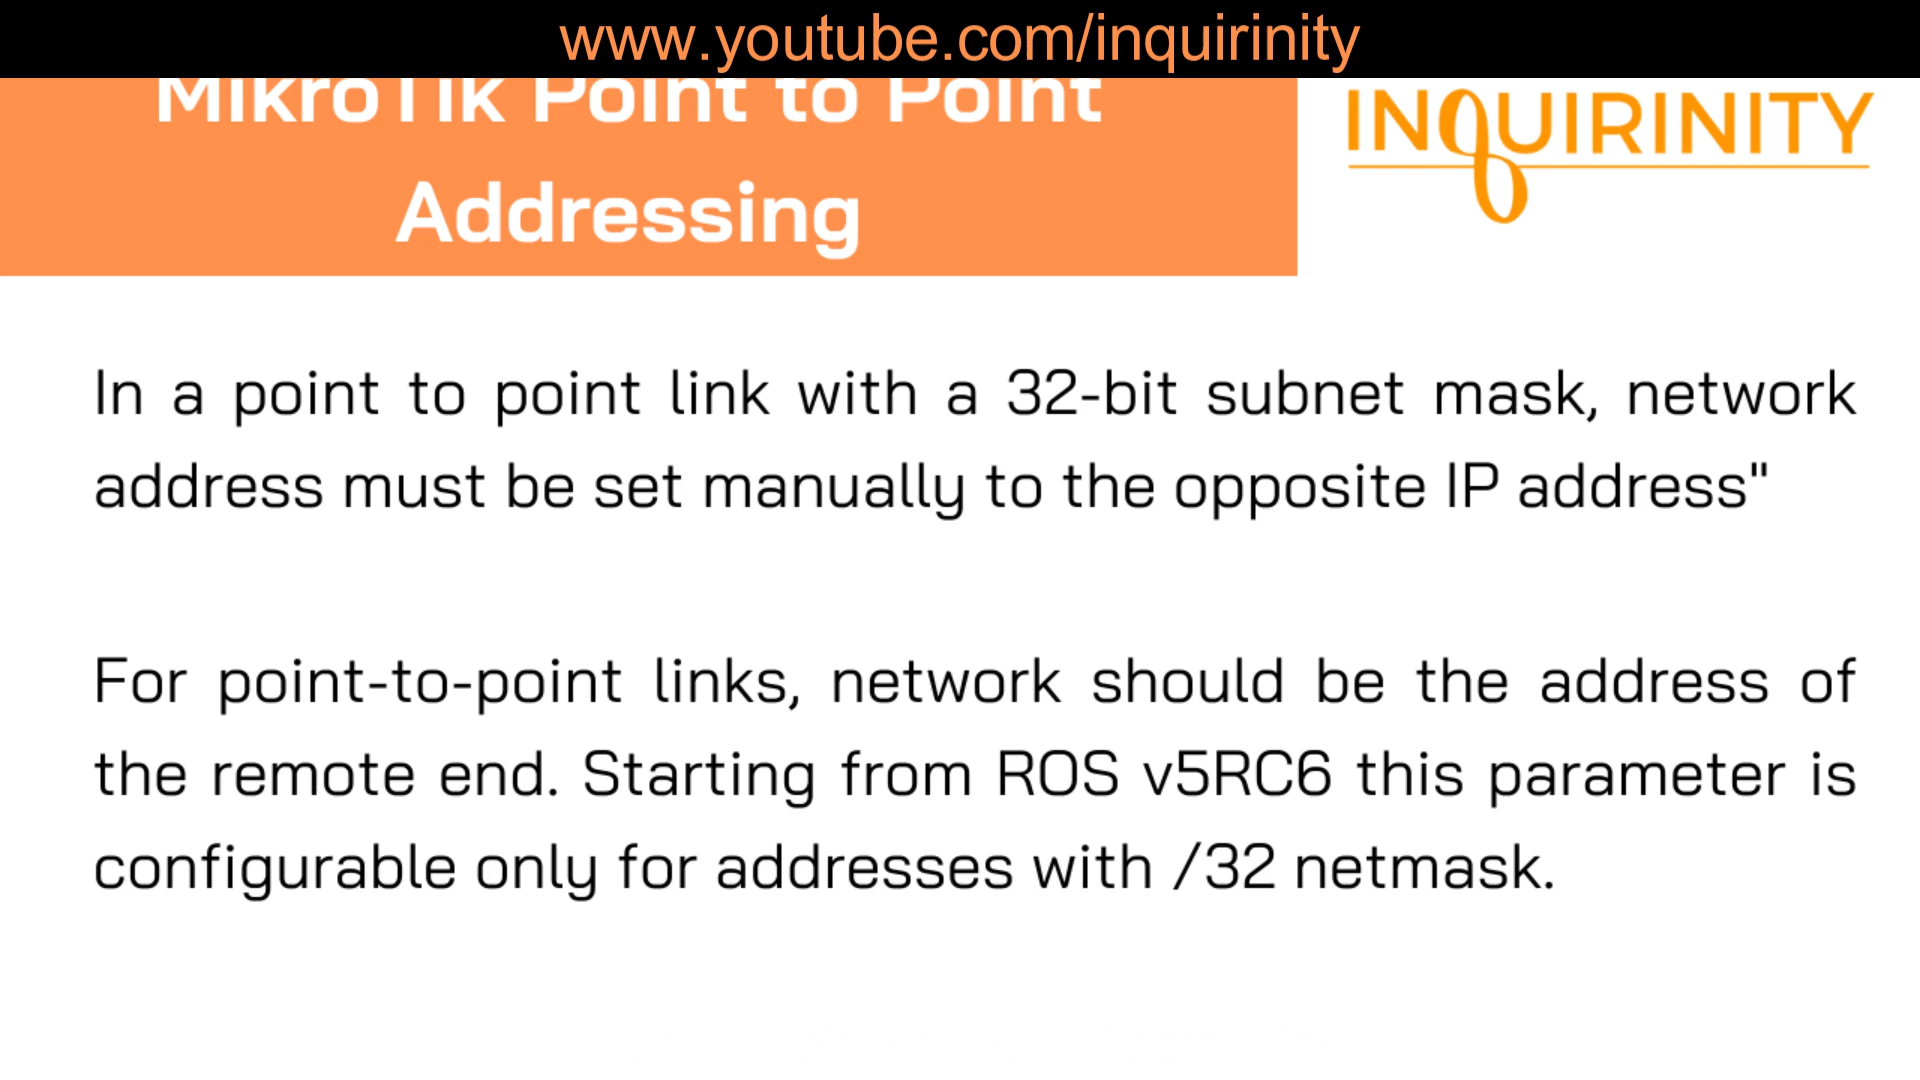 www.youtube.com/inquirinity
MikroTik Point to Point
Addressing
INQUIRINITY
In a point to point link with a 32-bit subnet mask, network
address must be set manually to the opposite IP address"
For point-to-point links, network should be the address of
the remote end. Starting from ROS v5RC6 this parameter is
configurable only for addresses with /32 netmask.